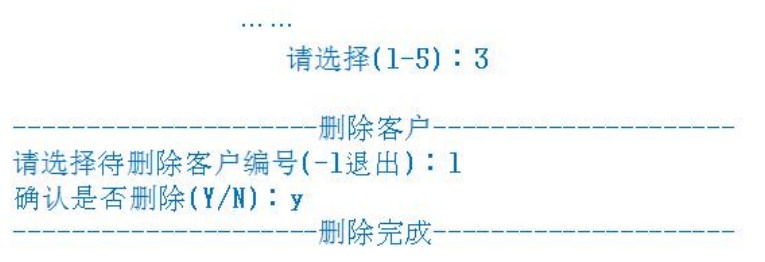 ……
请选择(1-5)：3
---------------------删除客户---------------------
请选择待删除客户编号(-1退出)：1
确认是否删除(Y/N)：y
---------------------删除完成---------------------